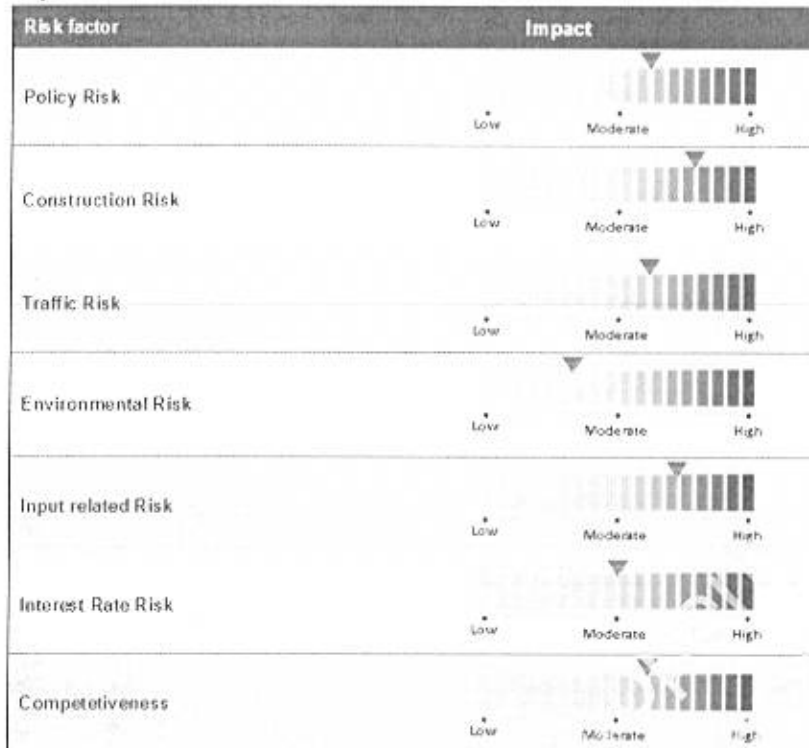 Risk factor Impact
Policy Risk
Low Moderate High
Construction Risk
Low Moderate High
Traffic Risk
Low Moderate High
Environmental Risk
Low Moderate High
Input related Risk
Low Moderate High
Interest Rate Risk
Low Moderate High
Competetiveness
Low Moderate High